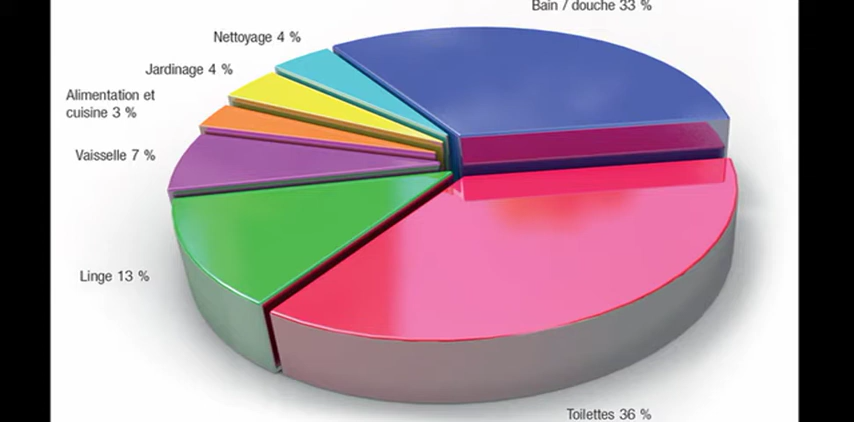 Bain / douche 33 %
Nettoyage 4 %
Jardinage 4 %
Alimentation et
cuisine 3 %
Vaisselle 7 %
Linge 13 %
Toilettes 36 %